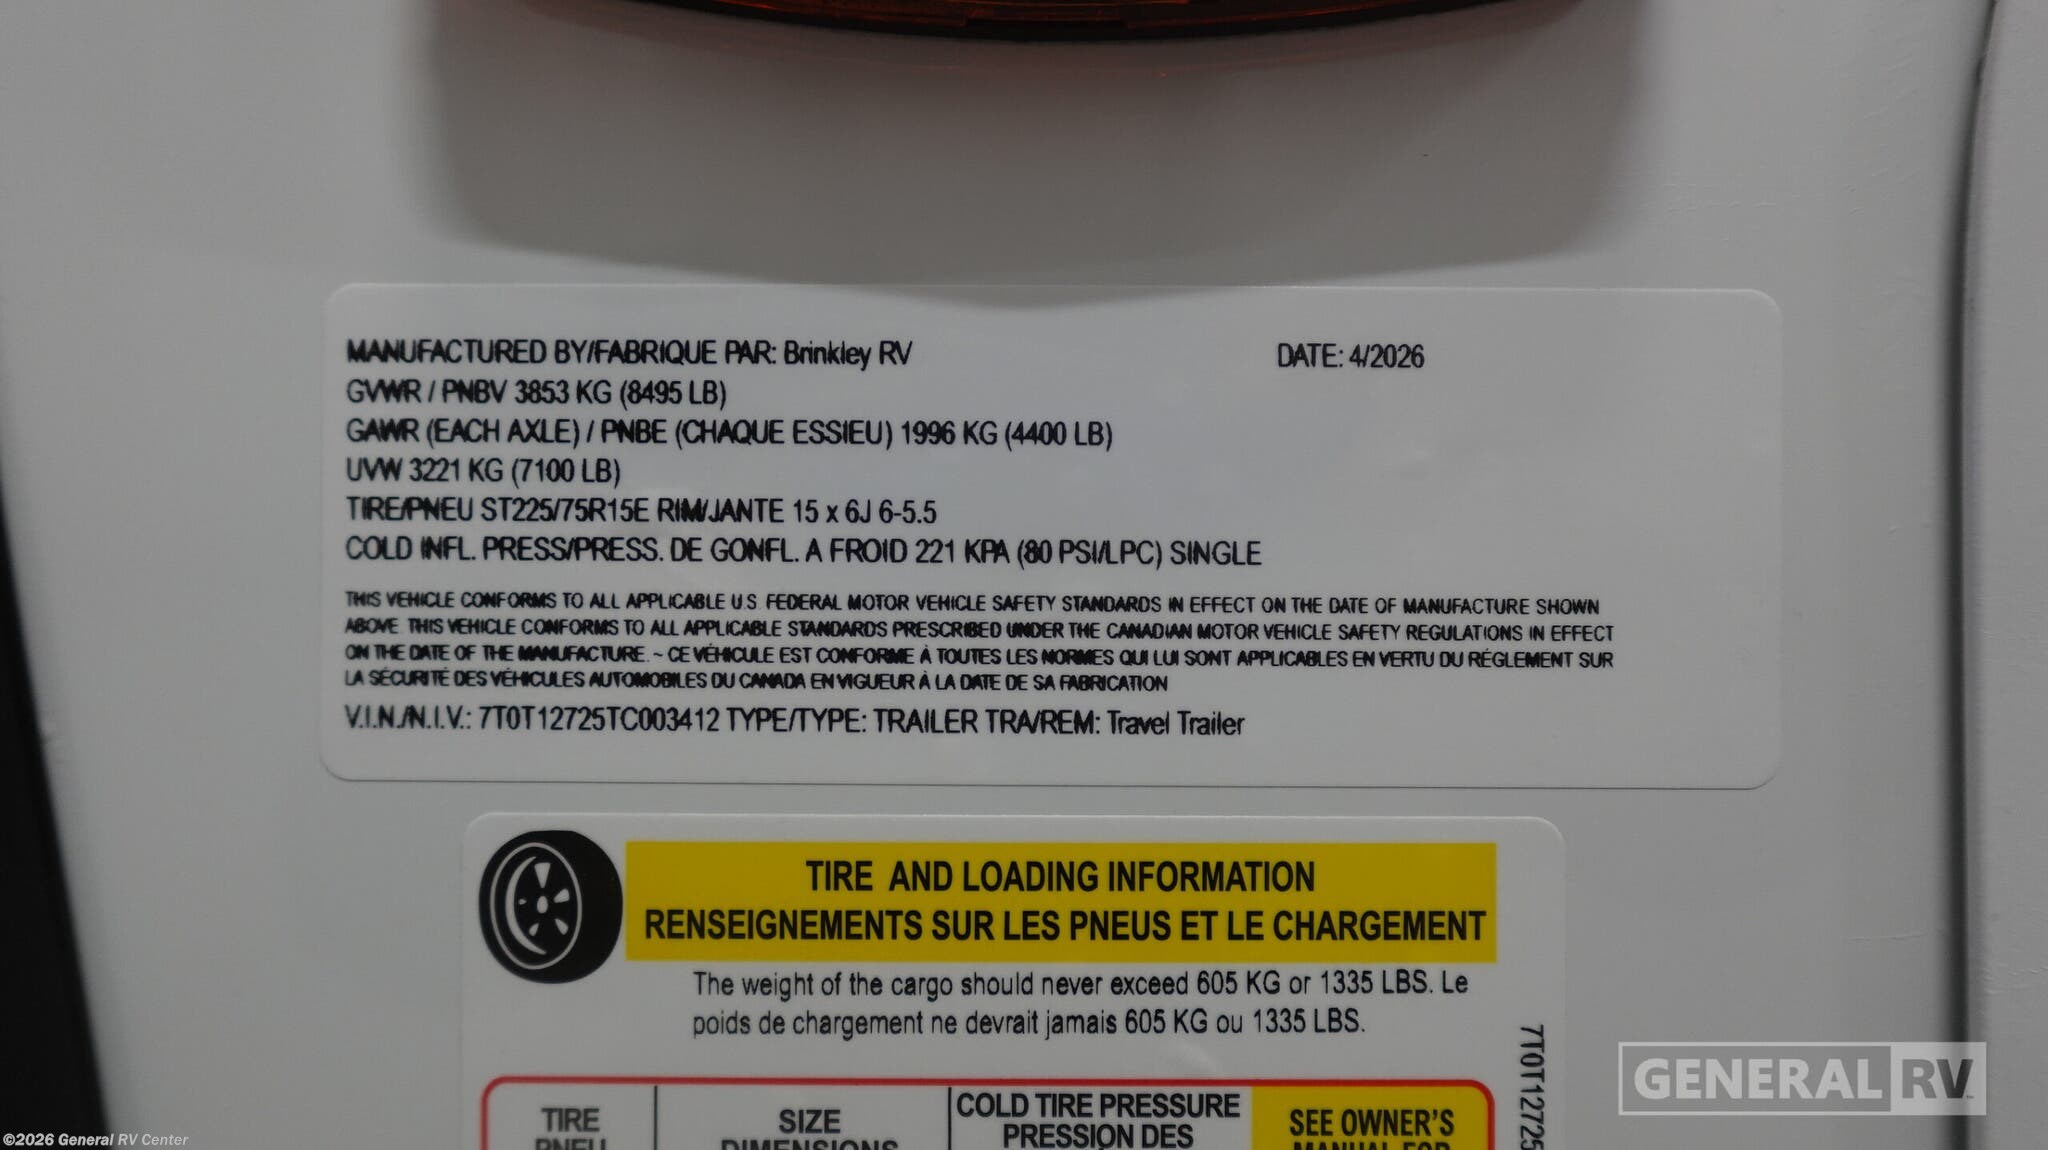 MANUFACTURED BY/FABRIQUE PAR: Brinkley RV DATE: 4/2026
GVWR / PNBV 3853 KG (8495 LB)
GAWR (EACH AXLE) / PNBE (CHAQUE ESSIEU) 1996 KG (4400 LB)
UVW 3221 KG (7100 LB)
TIRE/PNEU ST225/75R15E RIM/JANTE 15 x 6J 6-5.5
COLD INFL. PRESS/PRESS. DE GONFL. A FROID 221 KPA (80 PSI/LPC) SINGLE
THIS VEHICLE CONFORMS TO ALL APPLICABLE U.S. FEDERAL MOTOR VEHICLE SAFETY STANDARDS IN EFFECT ON THE DATE OF MANUFACTURE SHOWN
ABOVE. THIS VEHICLE CONFORMS TO ALL APPLICABLE STANDARDS PRESCRIBED UNDER THE CANADIAN MOTOR VEHICLE SAFETY REGULATIONS IN EFFECT
ON THE DATE OF THE MANUFACTURE. ~ CE VÉHICULE EST CONFORME À TOUTES LES NORMES QUI LUI SONT APPLICABLES EN VERTU DU RÉGLEMENT SUR
LA SÉCURITÉ DES VÉHICULES AUTOMOBILES DU CANADA EN VIGUEUR À LA DATE DE SA FABRICATION
V.I.N./N.I.V.: 7T0T12725TC003412 TYPE/TYPE: TRAILER TRA/REM: Travel Trailer
TIRE AND LOADING INFORMATION
RENSEIGNEMENTS SUR LES PNEUS ET LE CHARGEMENT
The weight of the cargo should never exceed 605 KG or 1335 LBS. Le
poids de chargement ne devrait jamais 605 KG ou 1335 LBS.
TIRE
PNEU
SIZE
DIMENSIONS
COLD TIRE PRESSURE
PRESSION DES
SEE OWNER'S
MANUAL FOR
7T0T12725
GENERAL RV
©2026 General RV Center